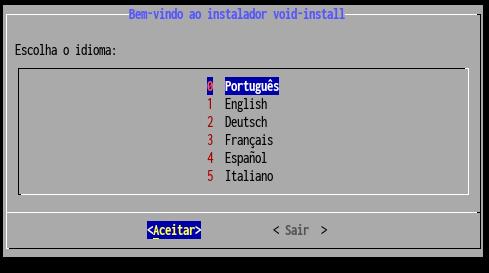 Bem-vindo ao instalador void-install
Escolha o idioma:
0 Português
1 English
2 Deutsch
3 Français
4 Español
5 Italiano
<Aceitar> < Sair >